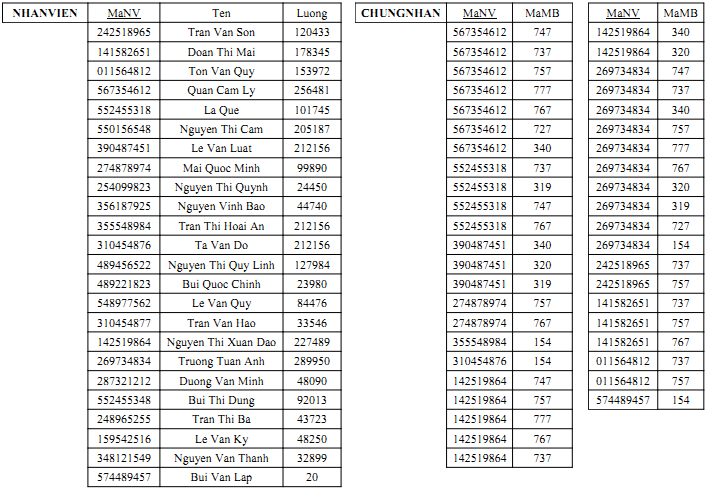 NHANVIEN MaNV Ten Luong
242518965 Tran Van Son 120433
141582651 Doan Thi Mai 178345
011564812 Ton Van Quy 153972
567354612 Quan Cam Ly 256481
552455318 La Que 101745
550156548 Nguyen Thi Cam 205187
390487451 Le Van Luat 212156
274878974 Mai Quoc Minh 99890
254099823 Nguyen Thi Quynh 24450
356187925 Nguyen Vinh Bao 44740
355548984 Tran Thi Hoai An 212156
310454876 Ta Van Do 212156
489456522 Nguyen Thi Quy Linh 127984
489221823 Bui Quoc Chinh 23980
548977562 Le Van Quy 84476
310454877 Tran Van Hao 33546
142519864 Nguyen Thi Xuan Dao 227489
269734834 Truong Tuan Anh 289950
287321212 Duong Van Minh 48090
552455348 Bui Thi Dung 92013
248965255 Tran Thi Ba 43723
159542516 Le Van Ky 48250
348121549 Nguyen Van Thanh 32899
574489457 Bui Van Lap 20
CHUNGNHAN MaNV MaMB
567354612 747
567354612 737
567354612 757
567354612 777
567354612 767
567354612 727
567354612 340
552455318 737
552455318 319
552455318 747
552455318 767
390487451 340
390487451 320
390487451 319
274878974 757
274878974 767
355548984 154
310454876 154
142519864 747
142519864 757
142519864 777
142519864 767
142519864 737
MaNV MaMB
142519864 340
142519864 320
269734834 747
269734834 737
269734834 340
269734834 757
269734834 777
269734834 767
269734834 320
269734834 319
269734834 727
269734834 154
242518965 737
242518965 757
141582651 737
141582651 757
141582651 767
011564812 737
011564812 757
574489457 154